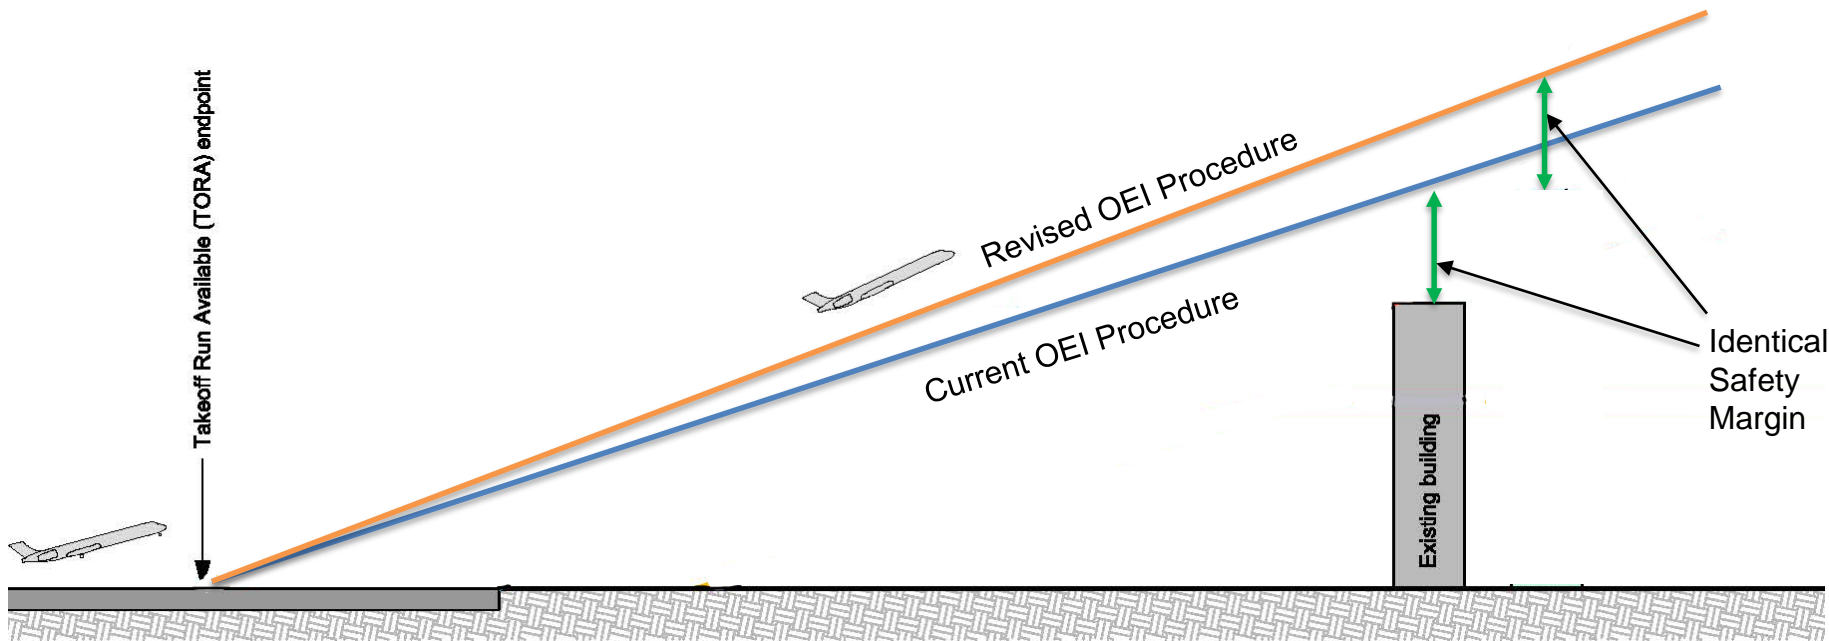 Takeoff Run Available (TORA) endpoint
Revised OEI Procedure
Current OEI Procedure
Existing building
Identical
Safety
Margin